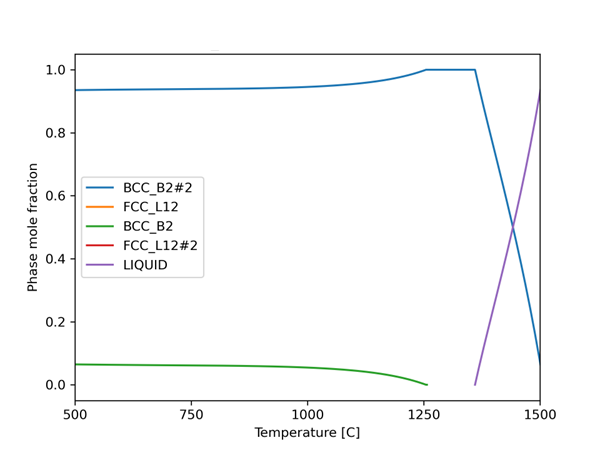 1.0
0.8
0.6
0.4
0.2
0.0
Phase mole fraction
BCC_B2#2
FCC_L12
BCC_B2
FCC_L12#2
LIQUID
500 750 1000 1250 1500
Temperature [C]